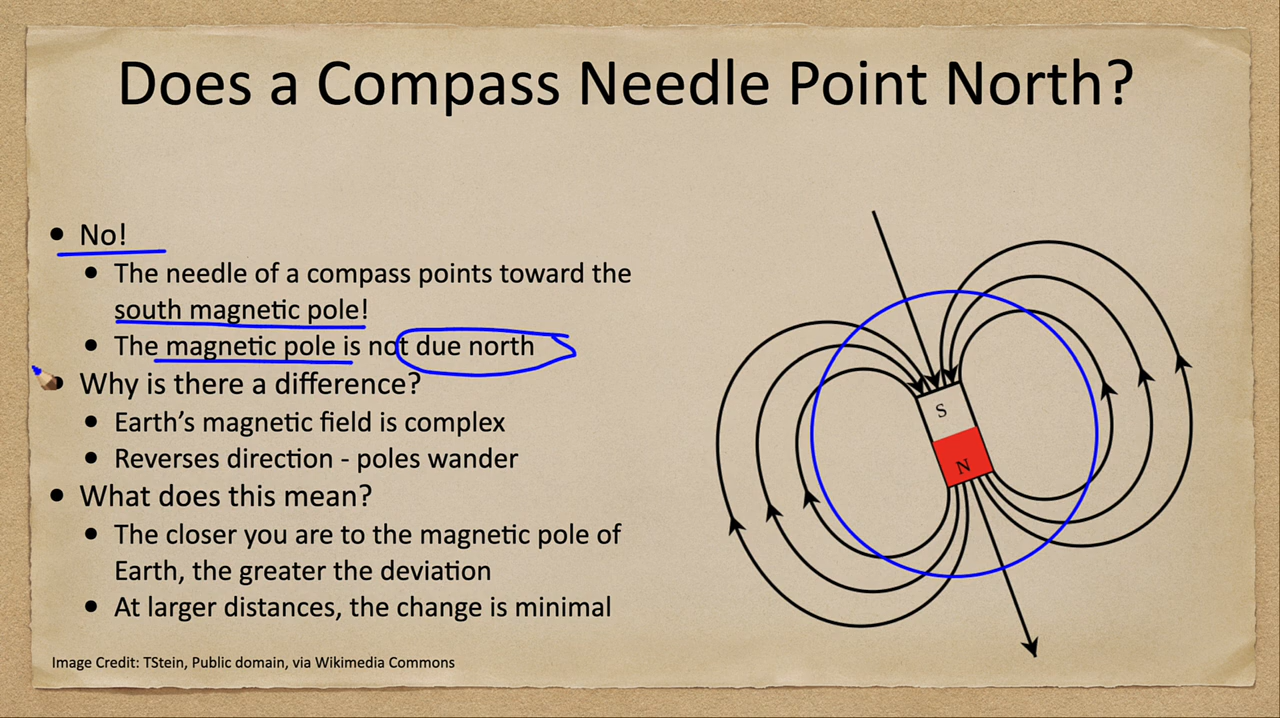 Does a Compass Needle Point North?
• No!
• The needle of a compass points toward the
south magnetic pole!
• The magnetic pole is not due north
• Why is there a difference?
• Earth's magnetic field is complex
• Reverses direction - poles wander
• What does this mean?
• The closer you are to the magnetic pole of
Earth, the greater the deviation
• At larger distances, the change is minimal
S
N
Image Credit: TStein, Public domain, via Wikimedia Commons